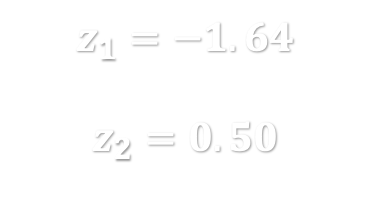 z₁ = −1.64
z₂ = 0.50